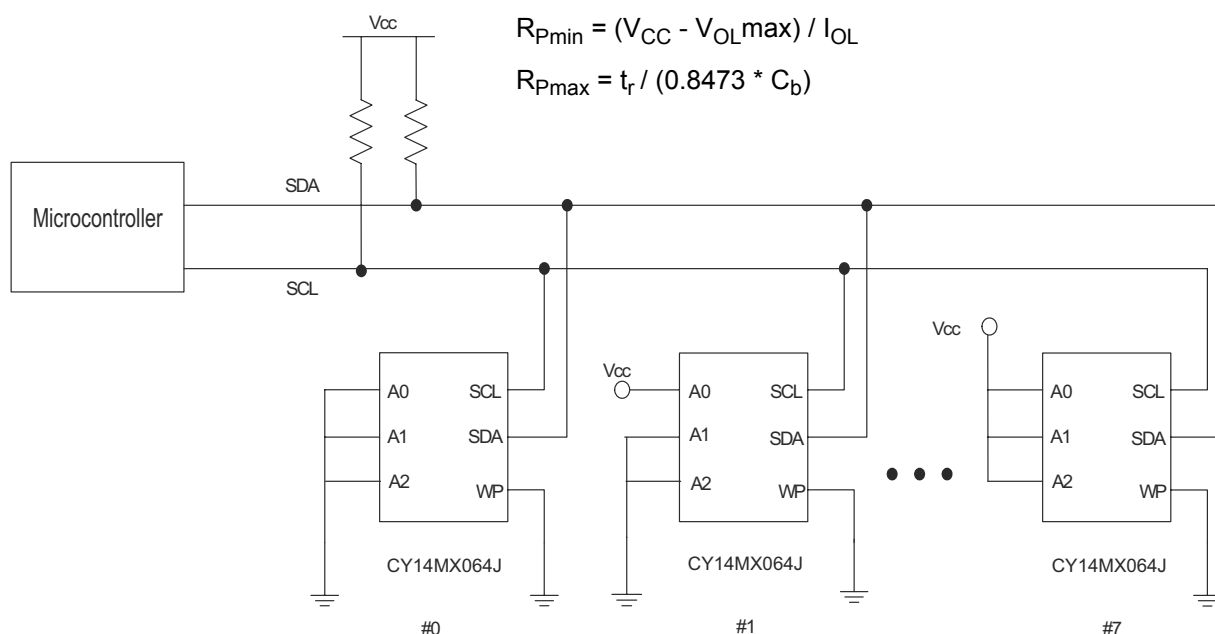 Vcc
R_Pmin = (V_CC - V_OLmax) / I_OL
R_Pmax = t_r / (0.8473 * C_b)
SDA
Microcontroller
SCL
Vcc
Vcc
A0 SCL
A1 SDA
A2 WP
A0 SCL
A1 SDA
A2 WP
A0 SCL
A1 SDA
A2 WP
CY14MX064J
CY14MX064J
CY14MX064J
#0
#1
#7